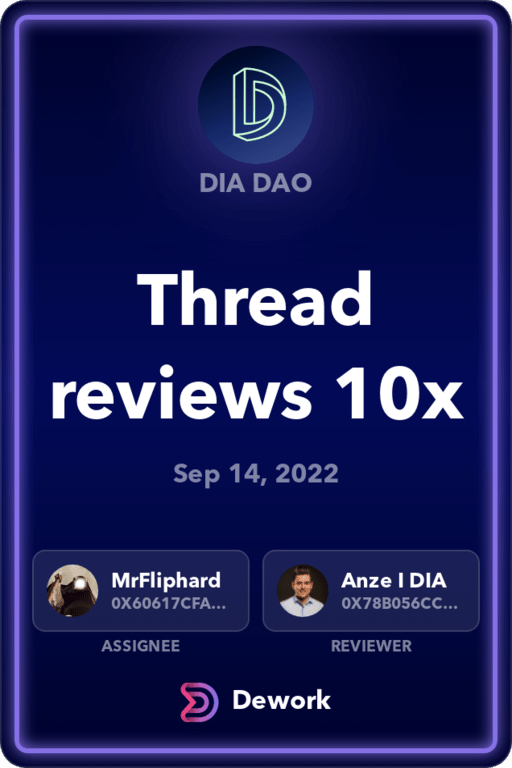 DIA DAO
Thread
reviews 10x
Sep 14, 2022
MrFliphard
0X60617CFA...
ASSIGNEE
Anze I DIA
0X78B056CC...
REVIEWER
Dework